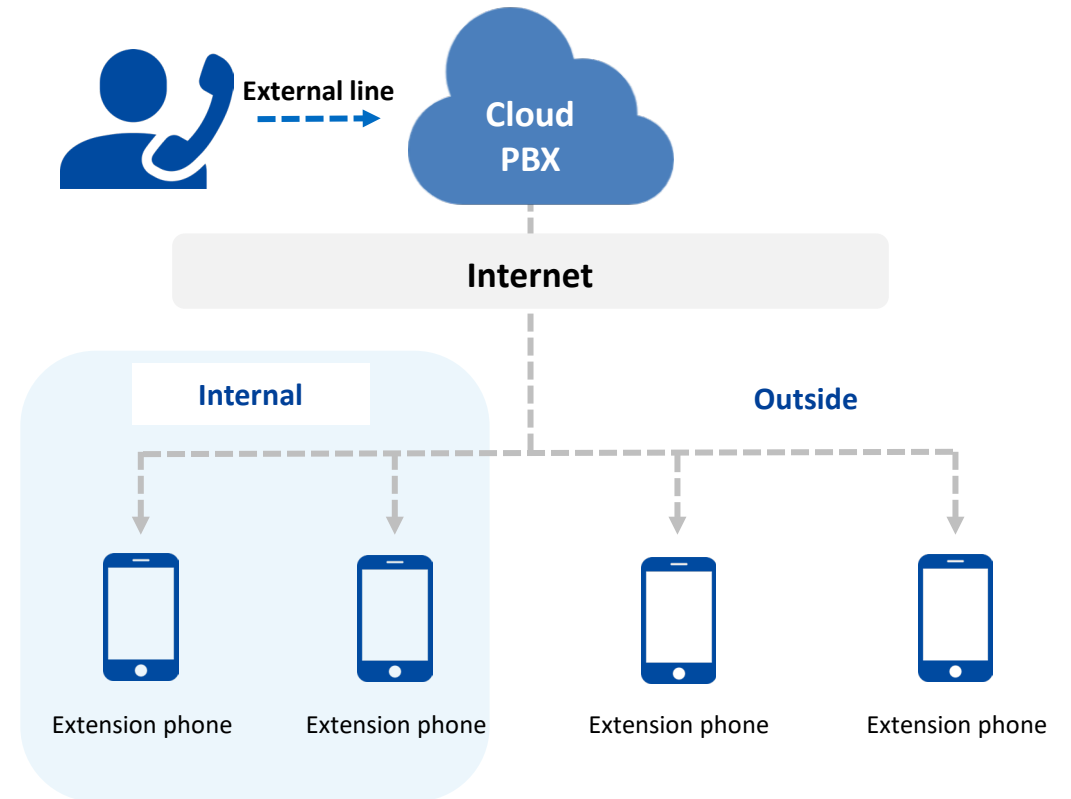 External line
Cloud
PBX
Internet
Internal
Outside
Extension phone
Extension phone
Extension phone
Extension phone